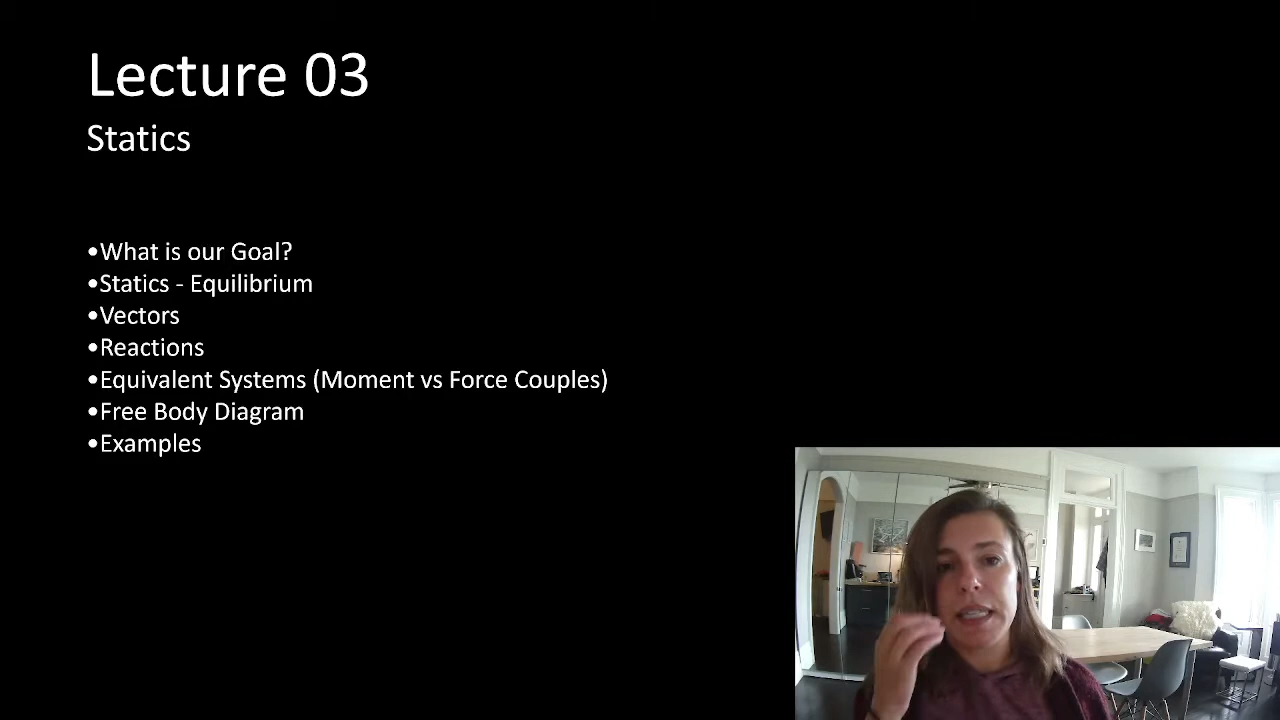 Lecture 03
Statics
•What is our Goal?
•Statics - Equilibrium
•Vectors
•Reactions
•Equivalent Systems (Moment vs Force Couples)
•Free Body Diagram
•Examples